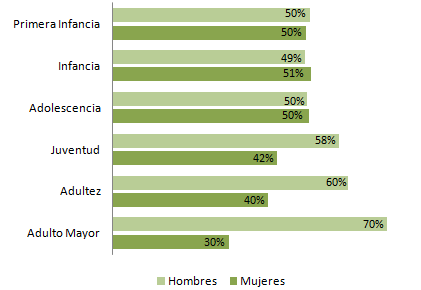 50%
Primera Infancia
50%
49%
Infancia
51%
50%
Adolescencia
50%
58%
Juventud
42%
60%
Adultez
40%
70%
Adulto Mayor
30%
Hombres Mujeres